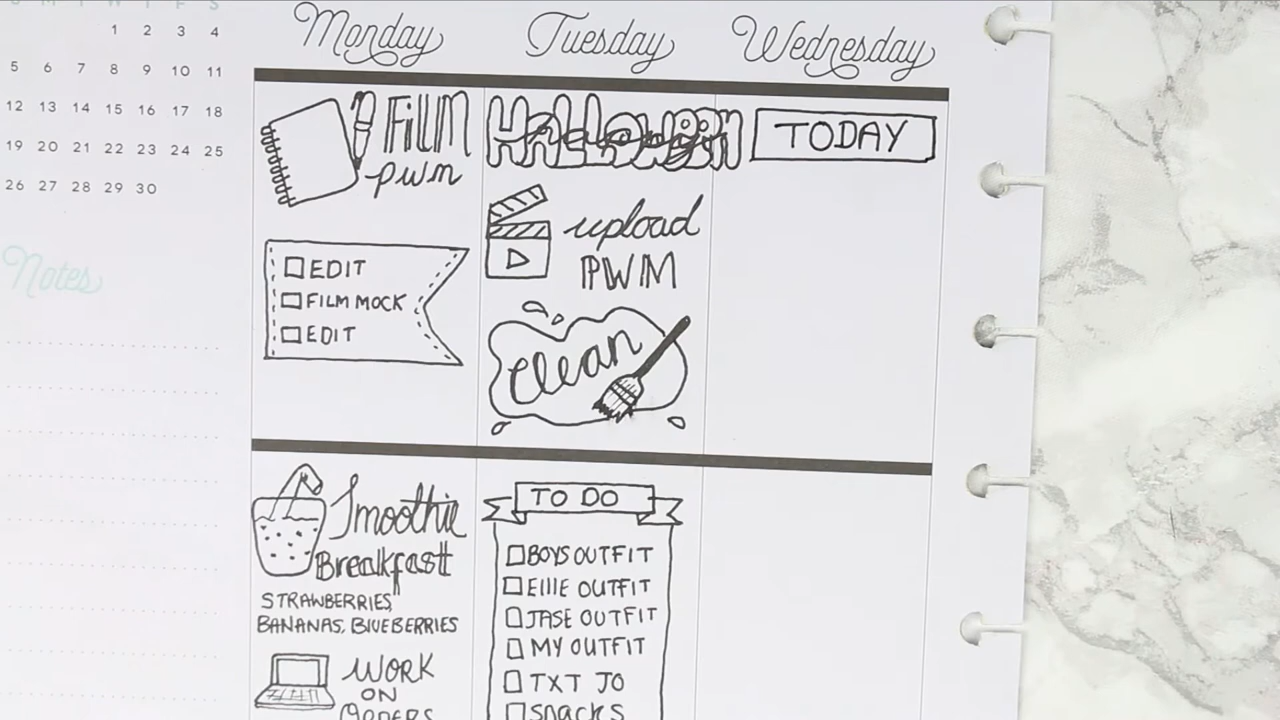 S M T W T F S
1 2 3 4
5 6 7 8 9 10 11
12 13 14 15 16 17 18
19 20 21 22 23 24 25
26 27 28 29 30
Notes
Monday
FiLM
pwm
EDIT
FILM MOCK
EDIT
Smoothie
Breakfast
STRAWBERRIES,
BANANAS, BlUEBERRIES
WORK
ON
ORDERS
Tuesday
HALLOWEEN
upload
PWM
Clean
TO DO
BOYS OUTFIT
EllIE OUTFIT
JASE OUTFIT
MY OUTFIT
TXT JO
snacks
Wednesday
TODAY